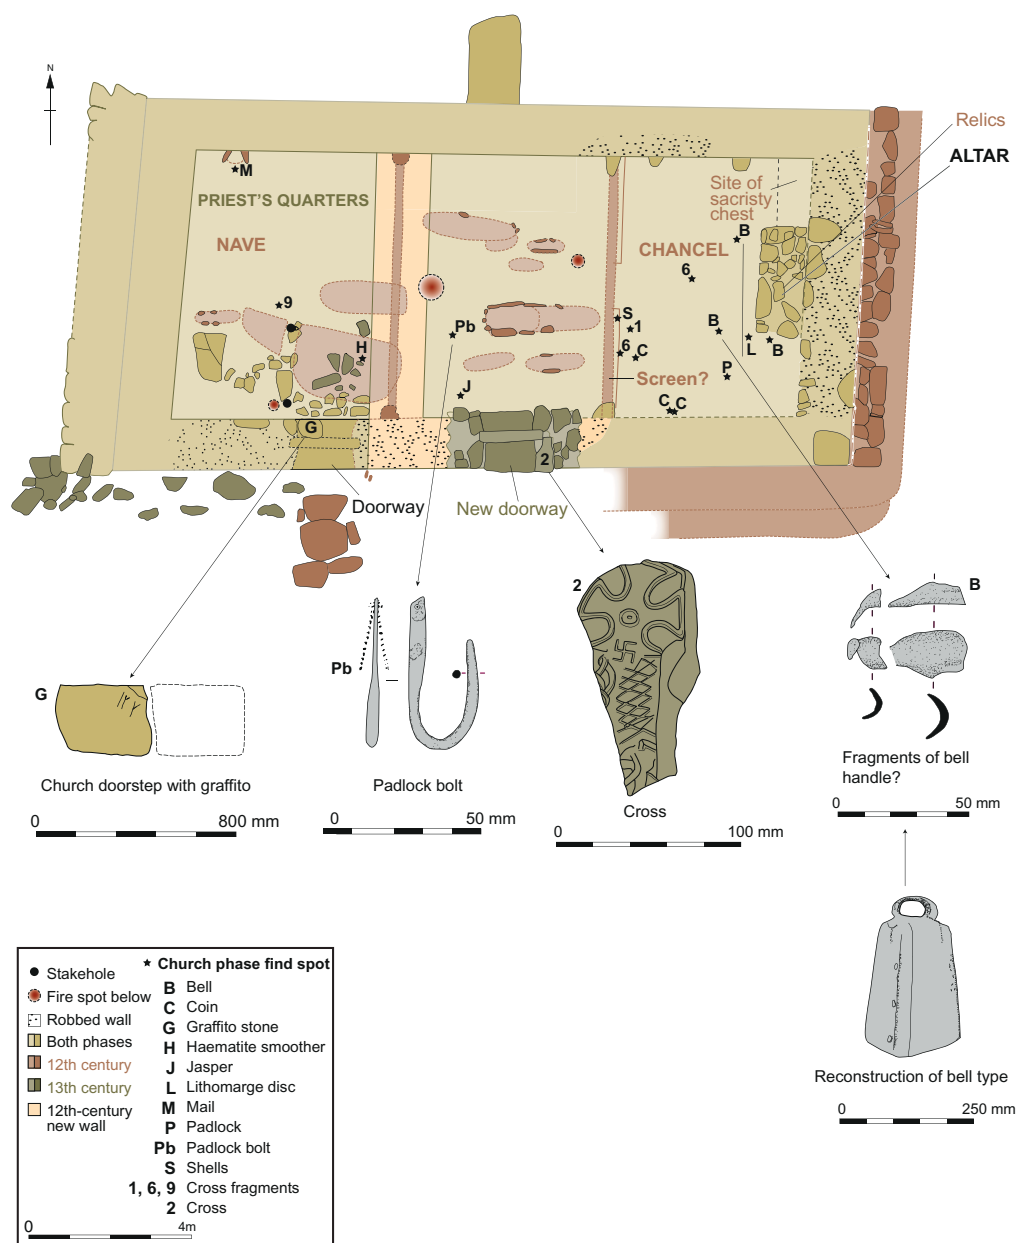 N
Relics
ALTAR
M
PRIEST'S QUARTERS
NAVE
Site of
sacristy
chest
B
CHANCEL
6
9
H
Pb
S
1
B
6
C
L
B
P
J
Screen?
C
C
G
2
Doorway
New doorway
G
Pb
2
B
Church doorstep with graffito
Padlock bolt
Cross
Fragments of bell
handle?
0 800 mm
0 50 mm
0 100 mm
0 50 mm
Reconstruction of bell type
0 250 mm
Stakehole
Fire spot below
Robbed wall
Both phases
12th century
13th century
12th-century
new wall
Church phase find spot
B Bell
C Coin
G Graffito stone
H Haematite smoother
J Jasper
L Lithomarge disc
M Mail
P Padlock
Pb Padlock bolt
S Shells
1, 6, 9 Cross fragments
2 Cross
0 4m